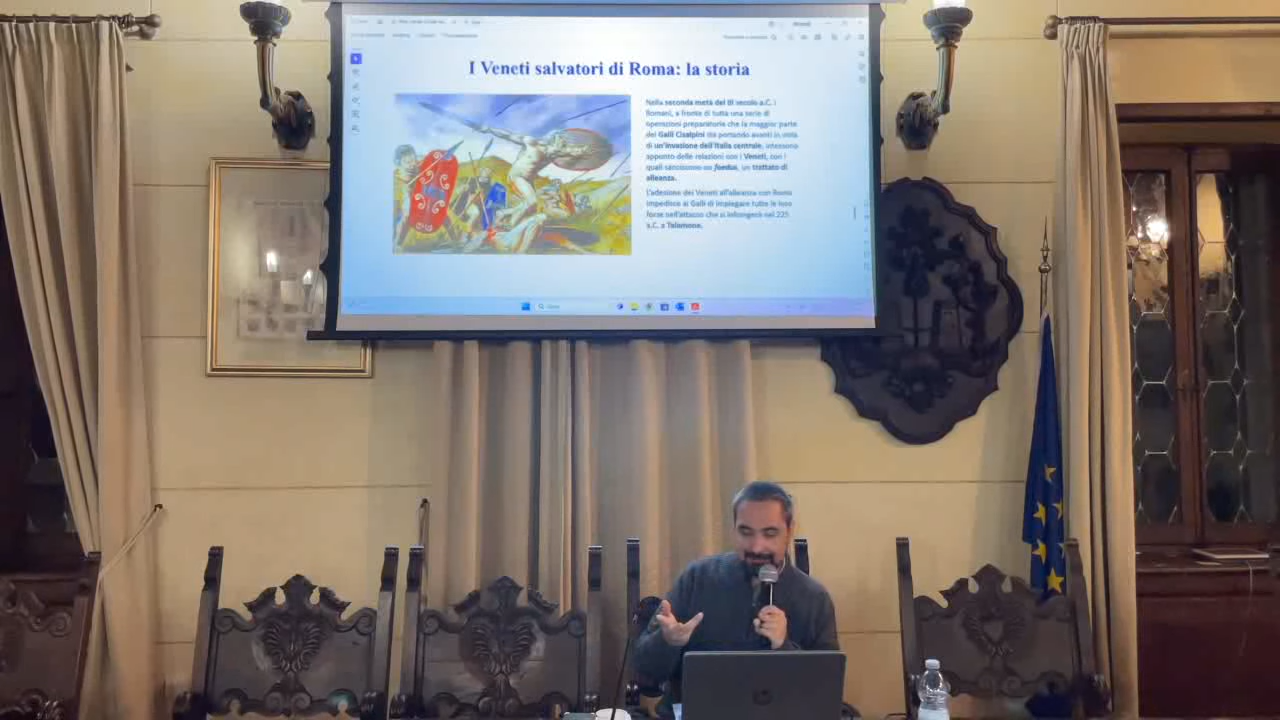 I Veneti salvatori di Roma: la storia
Nella seconda metà del III secolo a.C. i
Romani, a fronte di tutta una serie di
operazioni preparatorie che la maggior parte
dei Galli Cisalpini sta portando avanti in vista
di un'invasione dell'Italia centrale, intessono
appunto delle relazioni con i Veneti, con i
quali sanciscono un foedus, un trattato di
alleanza.
L'adesione dei Veneti all'alleanza con Roma
impedisce ai Galli di impiegare tutte le loro
forze nell'attacco che si infrangerà nel 225
a.C. a Talamone.
hp